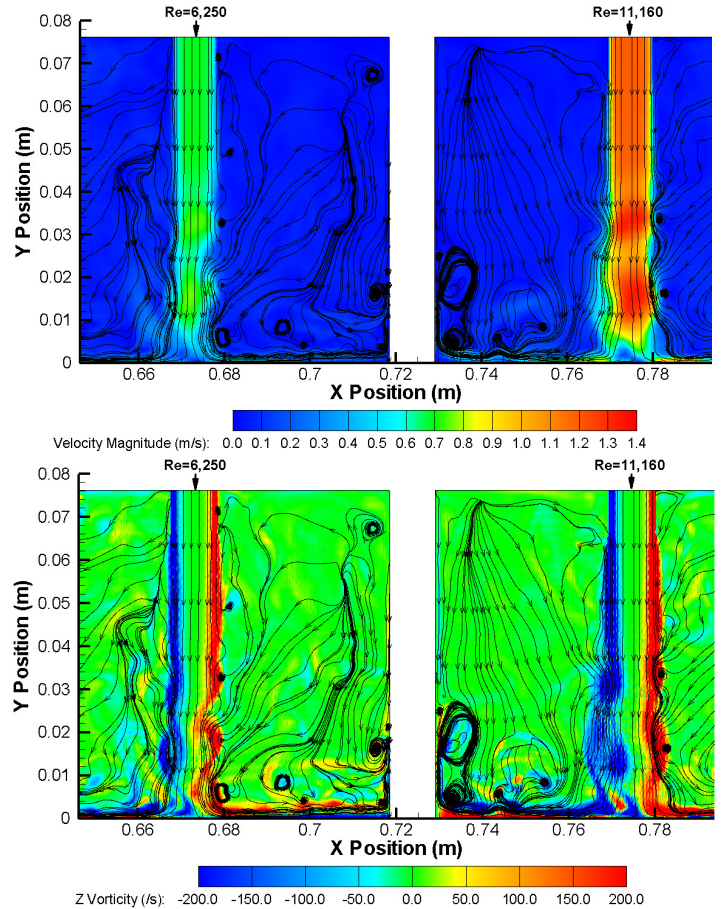 Re=6,250 Re=11,160
0.08
0.07
0.06
0.05
0.04
0.03
0.02
0.01
0
Y Position (m)
0.66 0.68 0.7 0.72 0.74 0.76 0.78
X Position (m)
Velocity Magnitude (m/s): 0.0 0.1 0.2 0.3 0.4 0.5 0.6 0.7 0.8 0.9 1.0 1.1 1.2 1.3 1.4
Re=6,250 Re=11,160
0.08
0.07
0.06
0.05
0.04
0.03
0.02
0.01
0
Y Position (m)
0.66 0.68 0.7 0.72 0.74 0.76 0.78
X Position (m)
Z Vorticity (/s): -200.0 -150.0 -100.0 -50.0 0.0 50.0 100.0 150.0 200.0